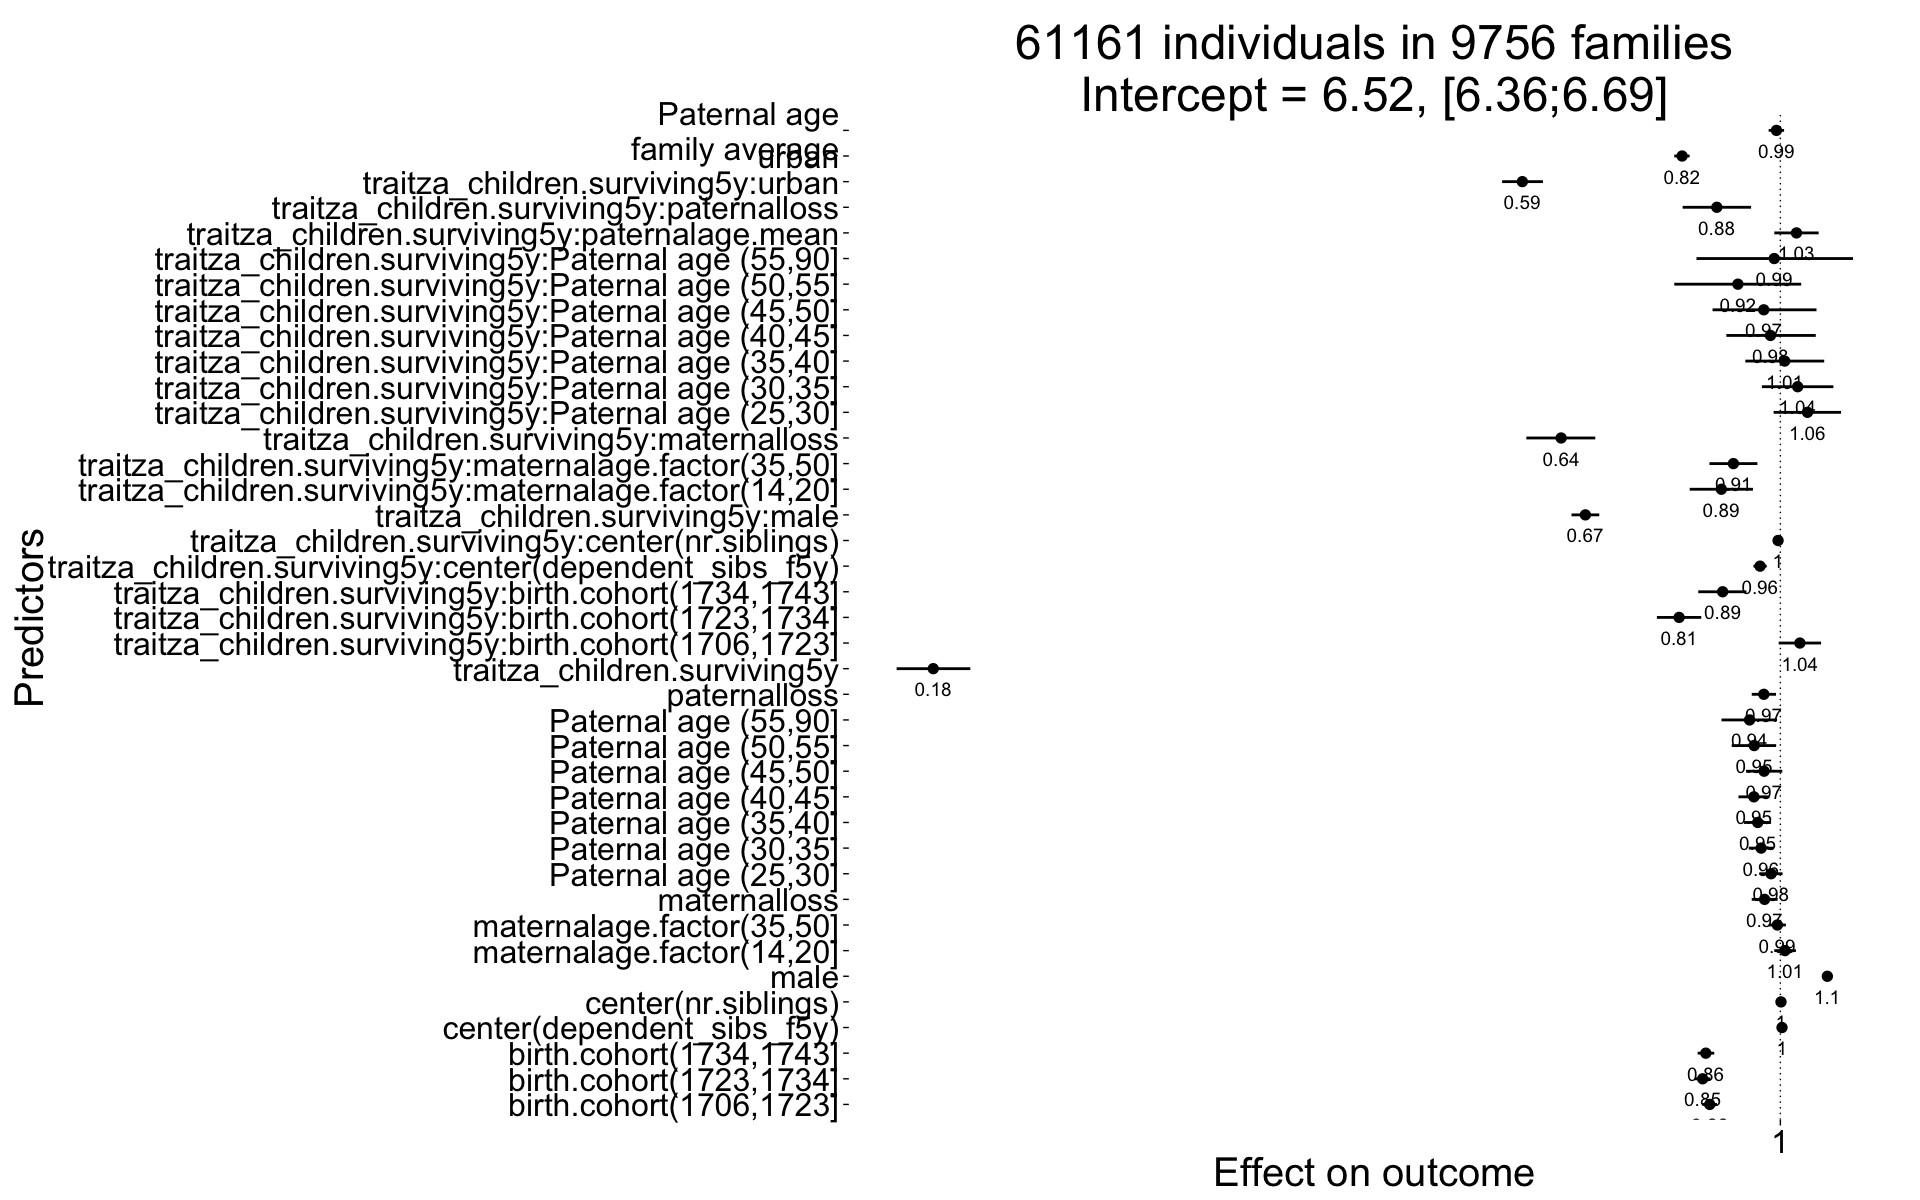 61161 individuals in 9756 families
Intercept = 6.52, [6.36;6.69]
Predictors
Paternal age
family average
urban
traitza_children.surviving5y:urban
traitza_children.surviving5y:paternalloss
traitza_children.surviving5y:paternalage.mean
traitza_children.surviving5y:Paternal age (55,90]
traitza_children.surviving5y:Paternal age (50,55]
traitza_children.surviving5y:Paternal age (45,50]
traitza_children.surviving5y:Paternal age (40,45]
traitza_children.surviving5y:Paternal age (35,40]
traitza_children.surviving5y:Paternal age (30,35]
traitza_children.surviving5y:Paternal age (25,30]
traitza_children.surviving5y:maternalloss
traitza_children.surviving5y:maternalage.factor(35,50]
traitza_children.surviving5y:maternalage.factor(14,20]
traitza_children.surviving5y:male
traitza_children.surviving5y:center(nr.siblings)
traitza_children.surviving5y:center(dependent_sibs_f5y)
traitza_children.surviving5y:birth.cohort(1734,1743]
traitza_children.surviving5y:birth.cohort(1723,1734]
traitza_children.surviving5y:birth.cohort(1706,1723]
traitza_children.surviving5y
paternalloss
Paternal age (55,90]
Paternal age (50,55]
Paternal age (45,50]
Paternal age (40,45]
Paternal age (35,40]
Paternal age (30,35]
Paternal age (25,30]
maternalloss
maternalage.factor(35,50]
maternalage.factor(14,20]
male
center(nr.siblings)
center(dependent_sibs_f5y)
birth.cohort(1734,1743]
birth.cohort(1723,1734]
birth.cohort(1706,1723]
0.99
0.82
0.59
0.88
1.03
0.99
0.92
0.97
0.98
1.01
1.04
1.06
0.64
0.91
0.89
0.67
1
0.96
0.89
0.81
1.04
0.18
0.97
0.94
0.95
0.97
0.95
0.95
0.96
0.98
0.97
0.99
1.01
1.1
1
1
0.86
0.85
1
Effect on outcome